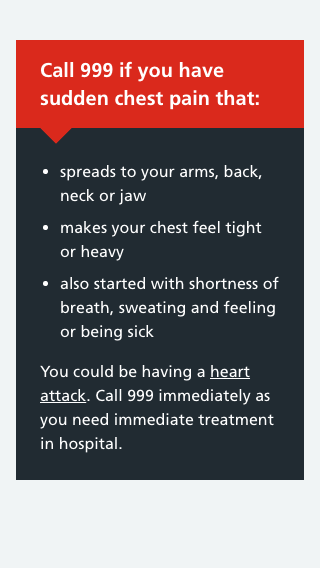 Call 999 if you have
sudden chest pain that:
• spreads to your arms, back,
neck or jaw
• makes your chest feel tight
or heavy
• also started with shortness of
breath, sweating and feeling
or being sick
You could be having a heart
attack. Call 999 immediately as
you need immediate treatment
in hospital.